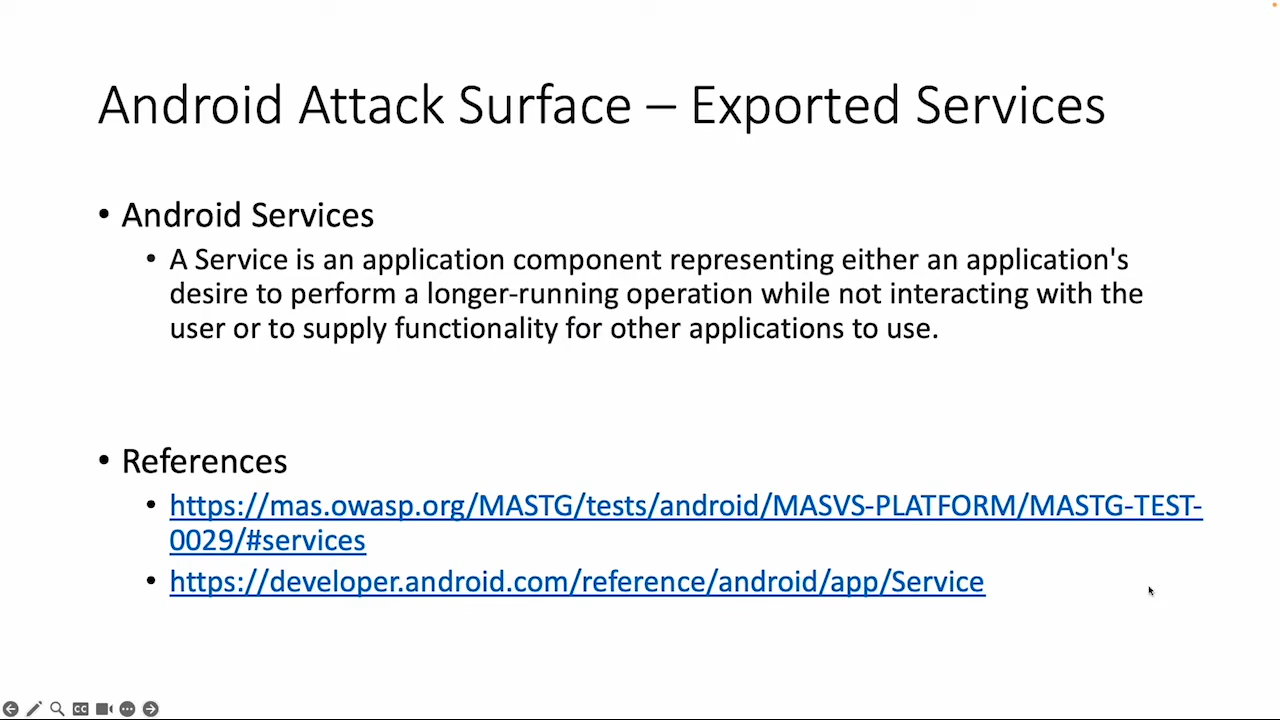 Android Attack Surface – Exported Services
• Android Services
• A Service is an application component representing either an application's
desire to perform a longer-running operation while not interacting with the
user or to supply functionality for other applications to use.
• References
• https://mas.owasp.org/MASTG/tests/android/MASVS-PLATFORM/MASTG-TEST-
0029/#services
• https://developer.android.com/reference/android/app/Service
CC